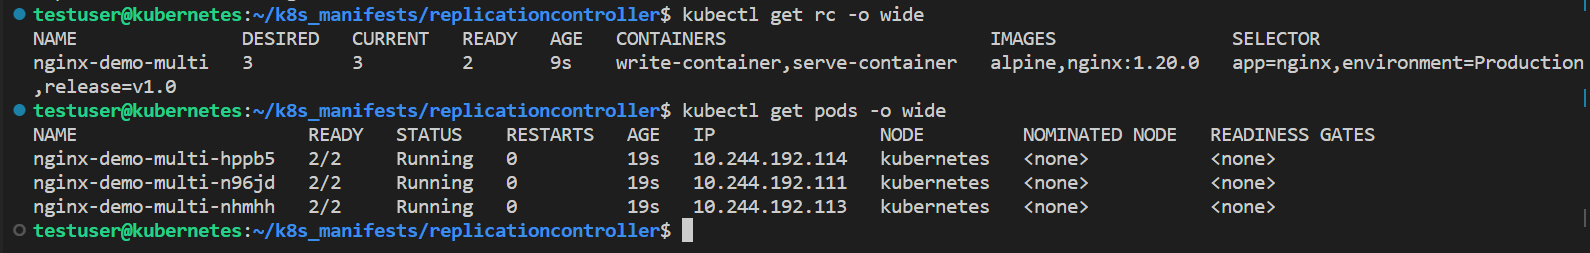 testuser@kubernetes:~/k8s_manifests/replicationcontroller$ kubectl get rc -o wide
NAME DESIRED CURRENT READY AGE CONTAINERS IMAGES SELECTOR
nginx-demo-multi 3 3 2 9s write-container,serve-container alpine,nginx:1.20.0 app=nginx,environment=Production
,release=v1.0
testuser@kubernetes:~/k8s_manifests/replicationcontroller$ kubectl get pods -o wide
NAME READY STATUS RESTARTS AGE IP NODE NOMINATED NODE READINESS GATES
nginx-demo-multi-hppb5 2/2 Running 0 19s 10.244.192.114 kubernetes <none> <none>
nginx-demo-multi-n96jd 2/2 Running 0 19s 10.244.192.111 kubernetes <none> <none>
nginx-demo-multi-nhmhh 2/2 Running 0 19s 10.244.192.113 kubernetes <none> <none>
testuser@kubernetes:~/k8s_manifests/replicationcontroller$